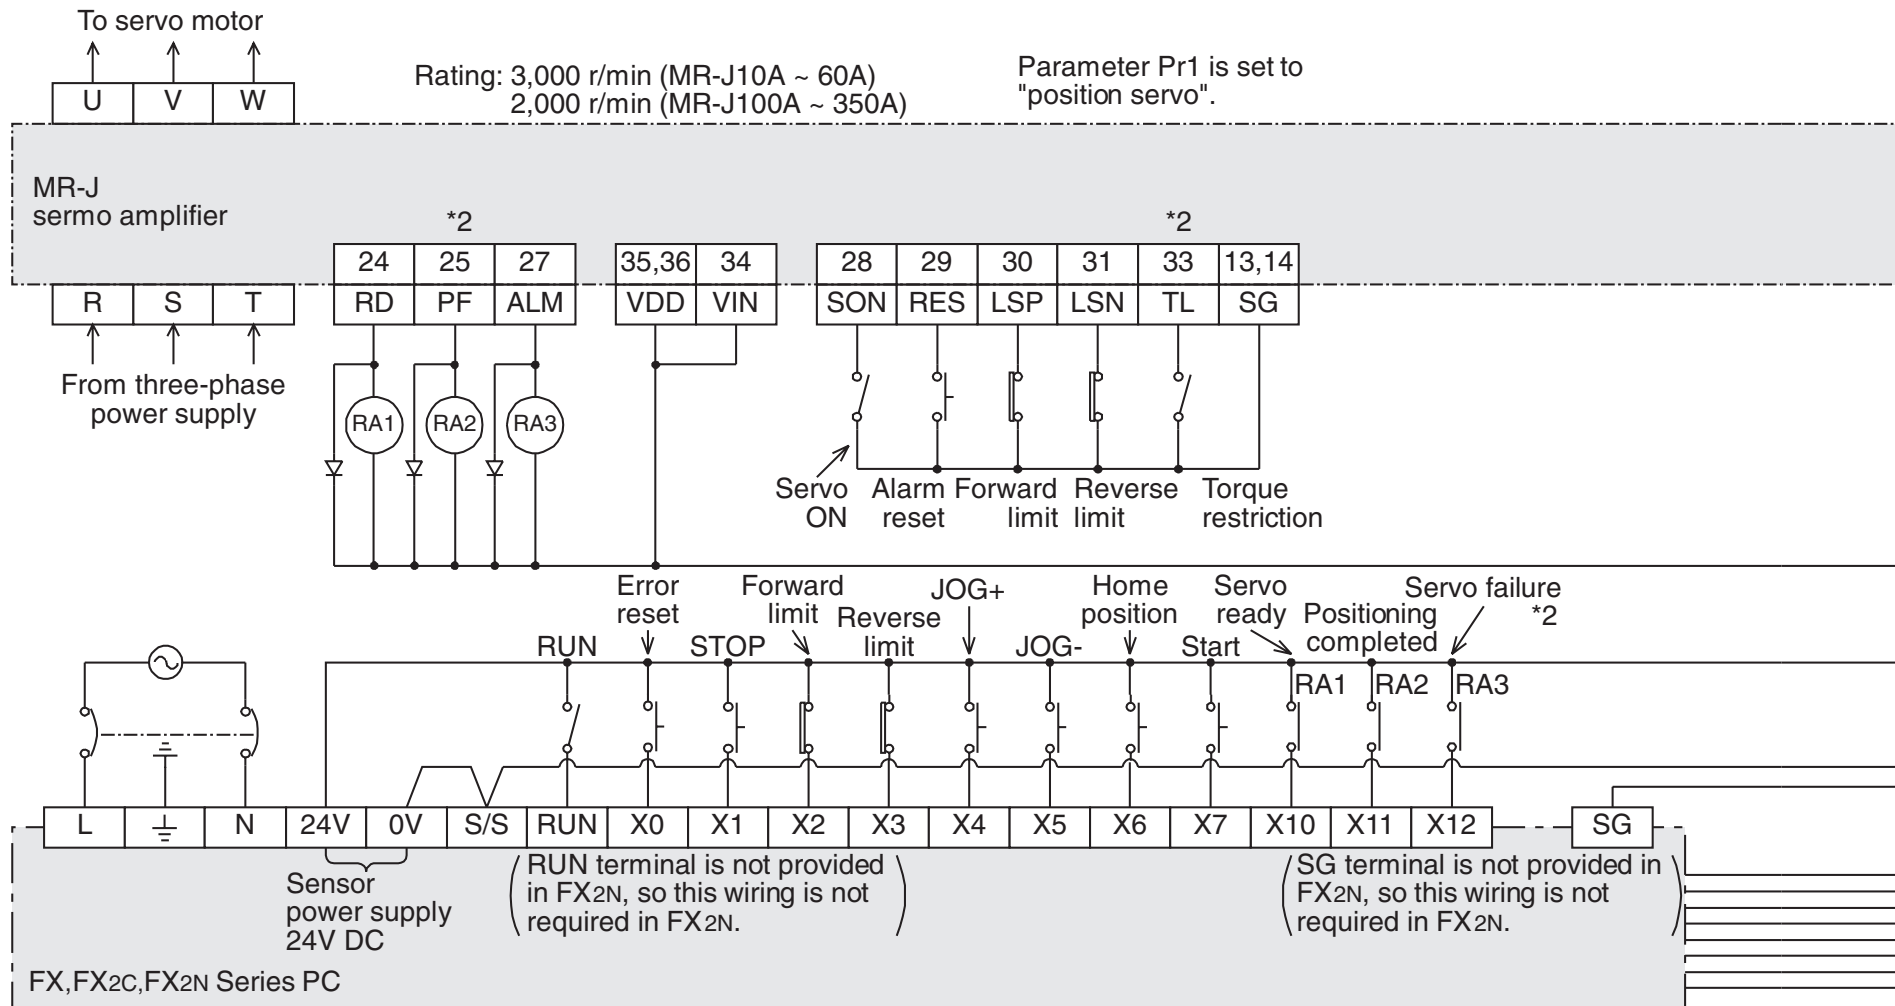 To servo motor
U V W
Rating: 3,000 r/min (MR-J10A ~ 60A)
2,000 r/min (MR-J100A ~ 350A)
Parameter Pr1 is set to
"position servo".
MR-J
sermo amplifier
*2
*2
24 25 27 35,36 34 28 29 30 31 33 13,14
R S T RD PF ALM VDD VIN SON RES LSP LSN TL SG
From three-phase
power supply
RA1 RA2 RA3
Servo
ON
Alarm
reset
Forward
limit
Reverse
limit
Torque
restriction
RUN
Error
reset
STOP
Forward
limit
Reverse
limit
JOG+
JOG-
Home
position
Start
Servo
ready
Positioning
completed
Servo failure
*2
RA1 RA2 RA3
L N 24V 0V S/S RUN X0 X1 X2 X3 X4 X5 X6 X7 X10 X11 X12 SG
Sensor
power supply
24V DC
(RUN terminal is not provided
in FX2N, so this wiring is not
required in FX2N.)
(SG terminal is not provided in
FX2N, so this wiring is not
required in FX2N.)
FX,FX2C,FX2N Series PC